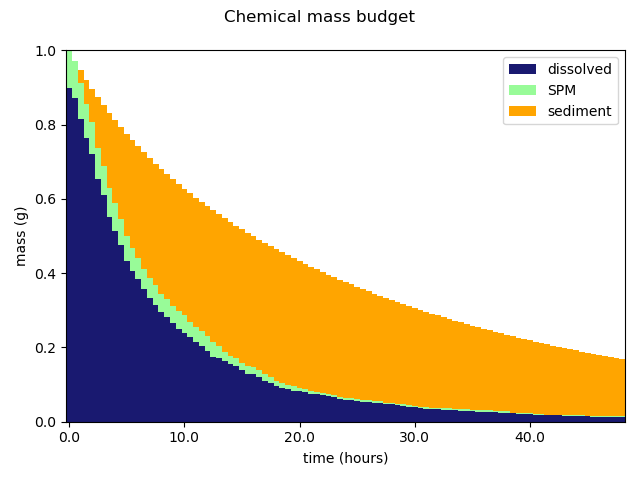 Chemical mass budget
1.0
0.8
0.6
0.4
0.2
0.0
mass (g)
dissolved
SPM
sediment
0.0 10.0 20.0 30.0 40.0
time (hours)